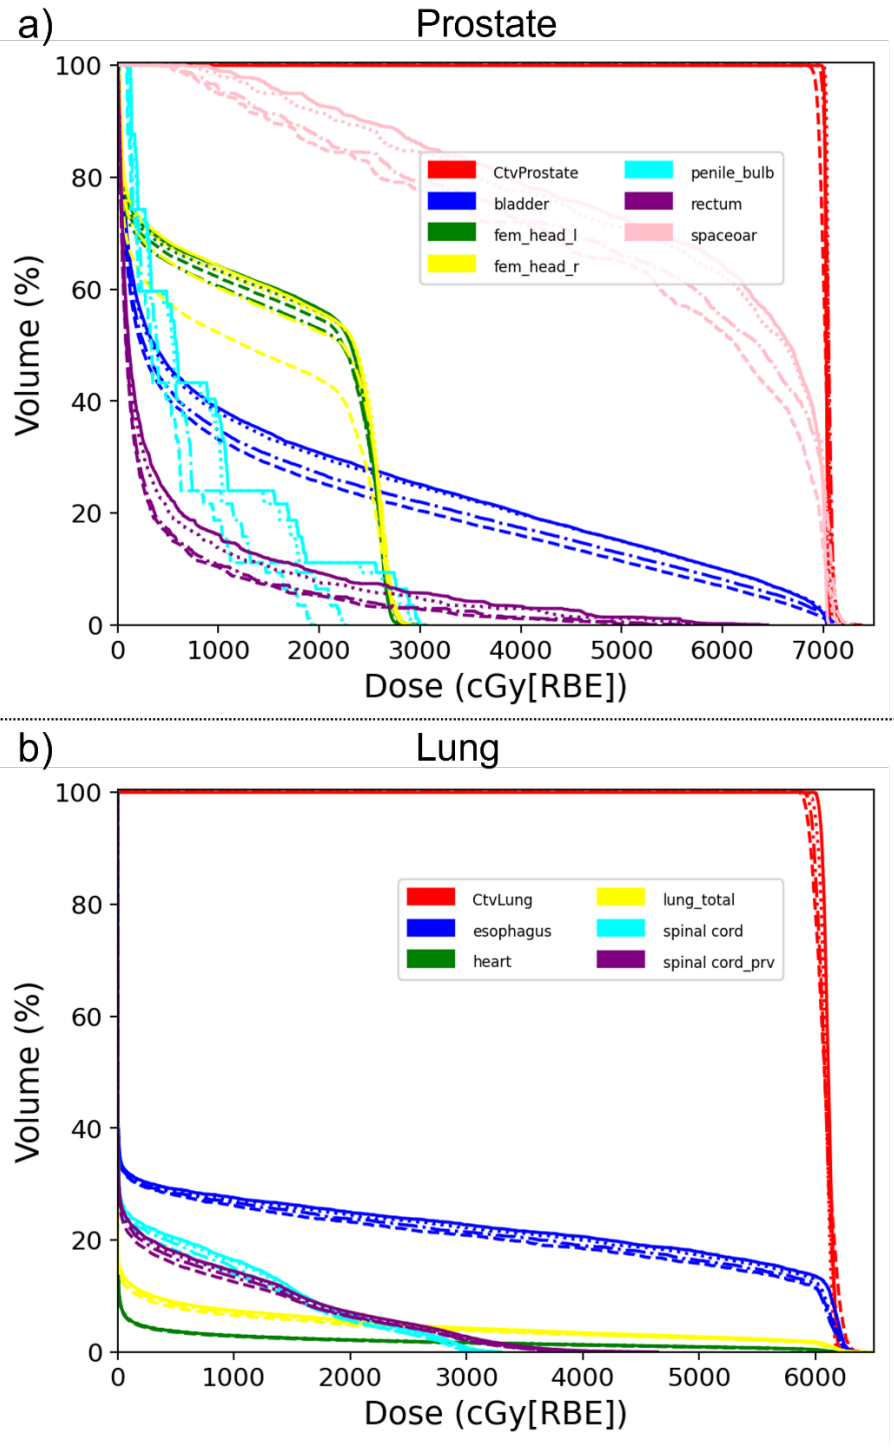 a) Prostate
100
80
60
40
20
0
Volume (%)
CtvProstate
bladder
fem_head_l
fem_head_r
penile_bulb
rectum
spaceoar
0 1000 2000 3000 4000 5000 6000 7000
Dose (cGy[RBE])
b) Lung
100
80
60
40
20
0
Volume (%)
CtvLung
esophagus
heart
lung_total
spinal cord
spinal cord_prv
0 1000 2000 3000 4000 5000 6000
Dose (cGy[RBE])